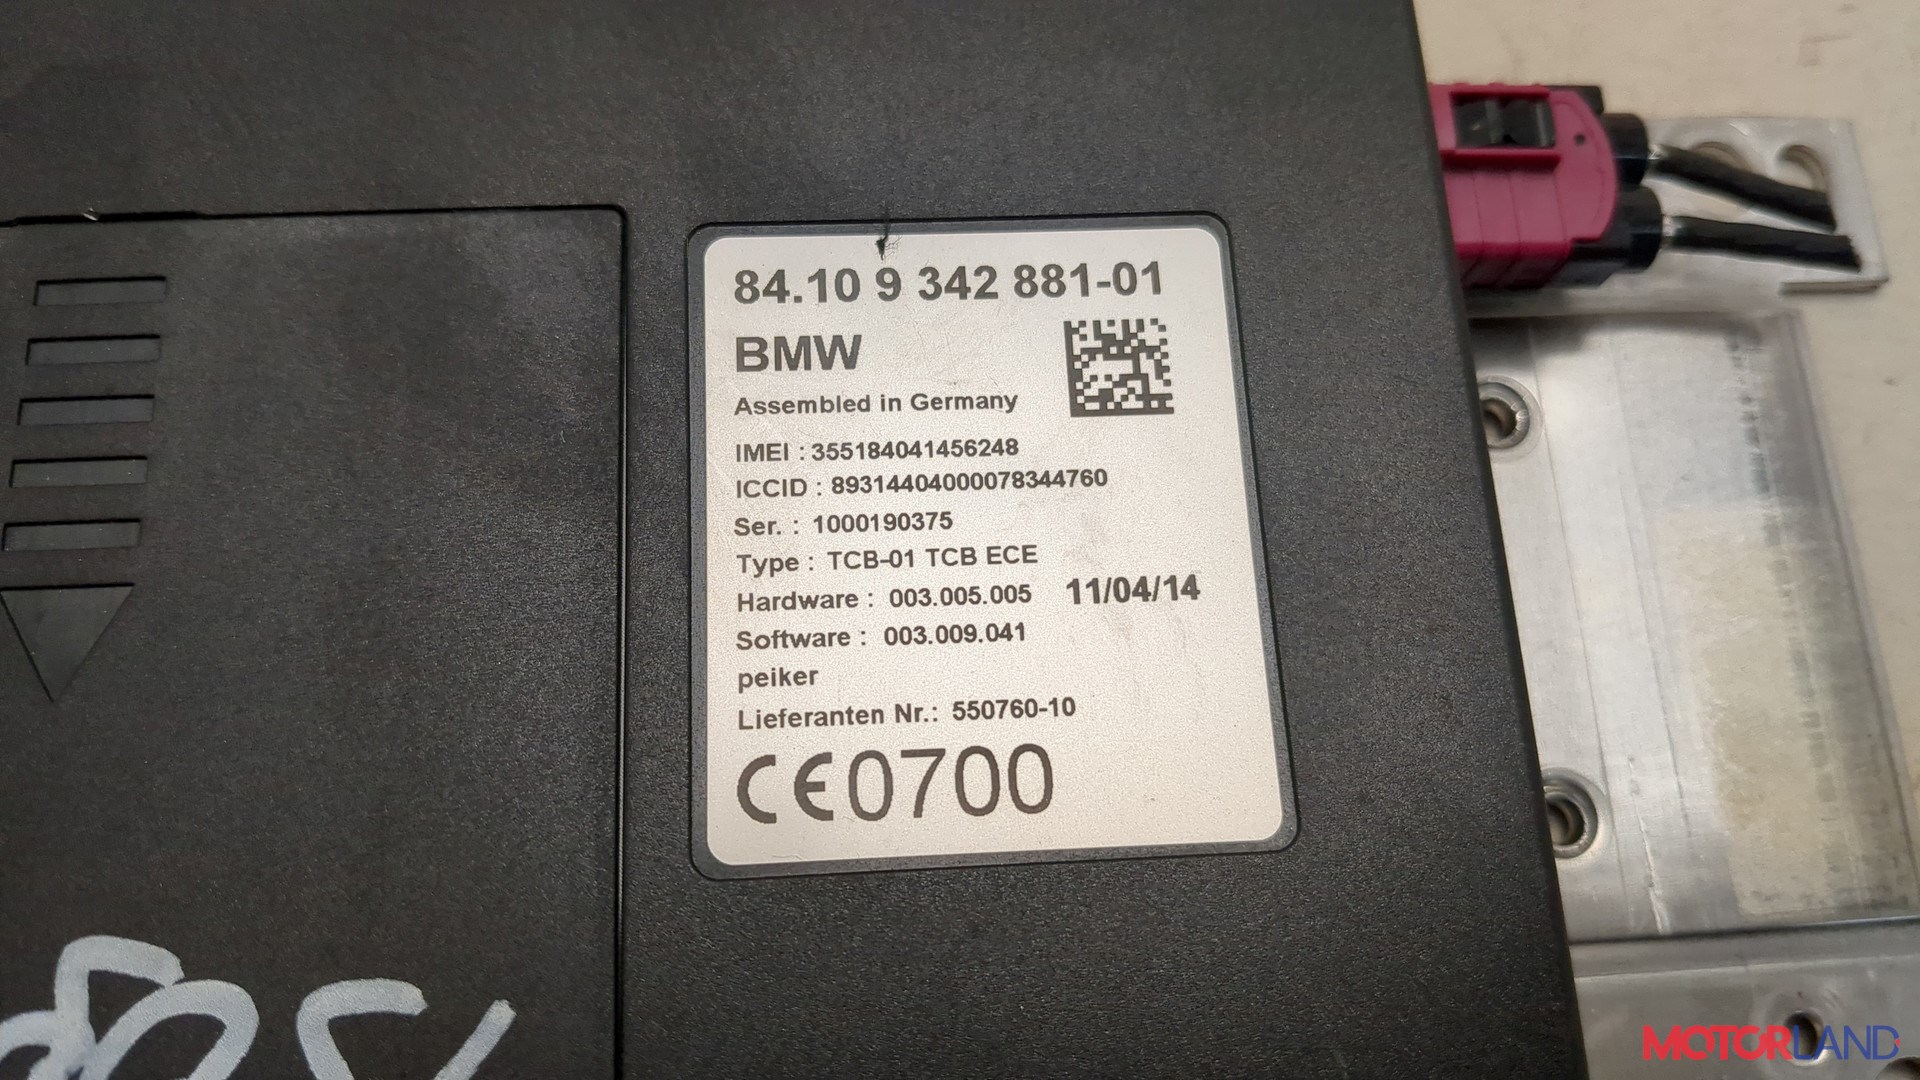 84.10 9 342 881-01
BMW
Assembled in Germany
IMEI : 355184041456248
ICCID : 89314404000078344760
Ser. : 1000190375
Type : TCB-01 TCB ECE
Hardware : 003.005.005 11/04/14
Software : 003.009.041
peiker
Lieferanten Nr.: 550760-10
CE0700
MOTORLAND